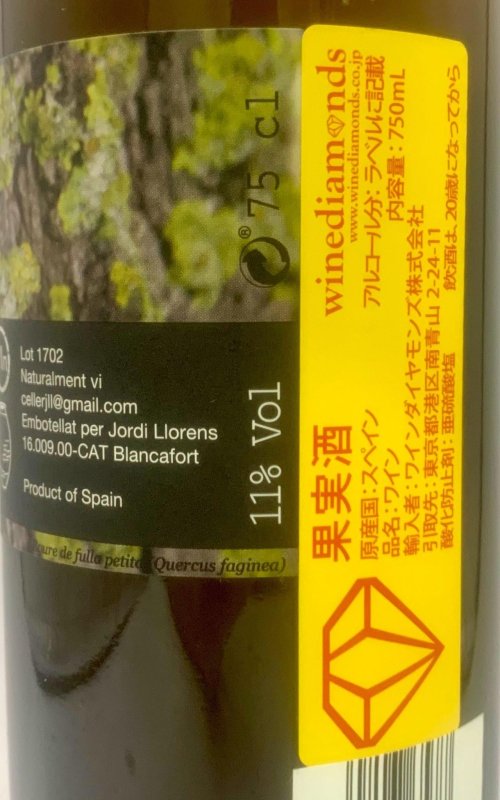 75 cl
Lot 1702
Naturalment vi
cellerjll@gmail.com
Embotellat per Jordi Llorens
16.009.00-CAT Blancafort
Product of Spain
11% Vol
de fulla petita (Quercus faginea)
winediamonds
www.winediamonds.co.jp
果実酒
原産国：スペイン
アルコール分：ラベルに記載
品名：ワイン
内容量：750mL
輸入者：ワインダイヤモンズ株式会社
引取先：東京都港区南青山 2-24-11
酸化防止剤：亜硫酸塩
飲酒は、20歳になってから